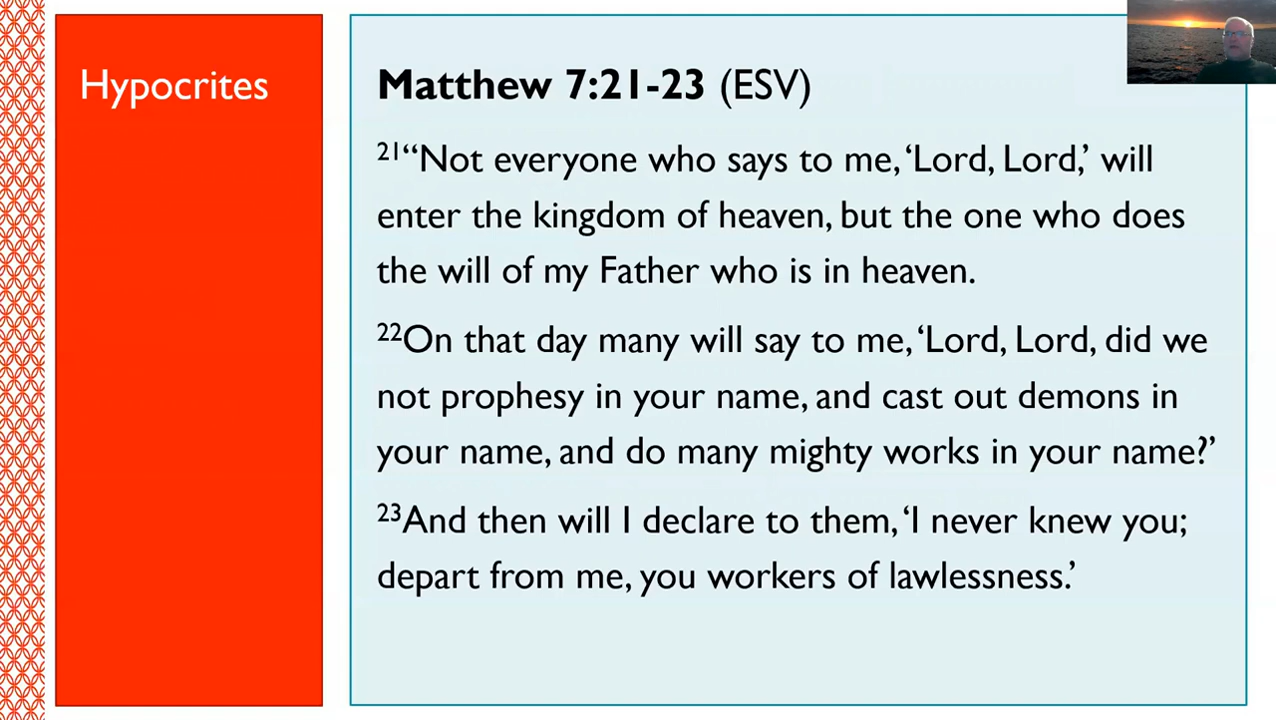 Hypocrites
Matthew 7:21-23 (ESV)
21“Not everyone who says to me, ‘Lord, Lord,’ will
enter the kingdom of heaven, but the one who does
the will of my Father who is in heaven.
22On that day many will say to me, ‘Lord, Lord, did we
not prophesy in your name, and cast out demons in
your name, and do many mighty works in your name?’
23And then will I declare to them, ‘I never knew you;
depart from me, you workers of lawlessness.’